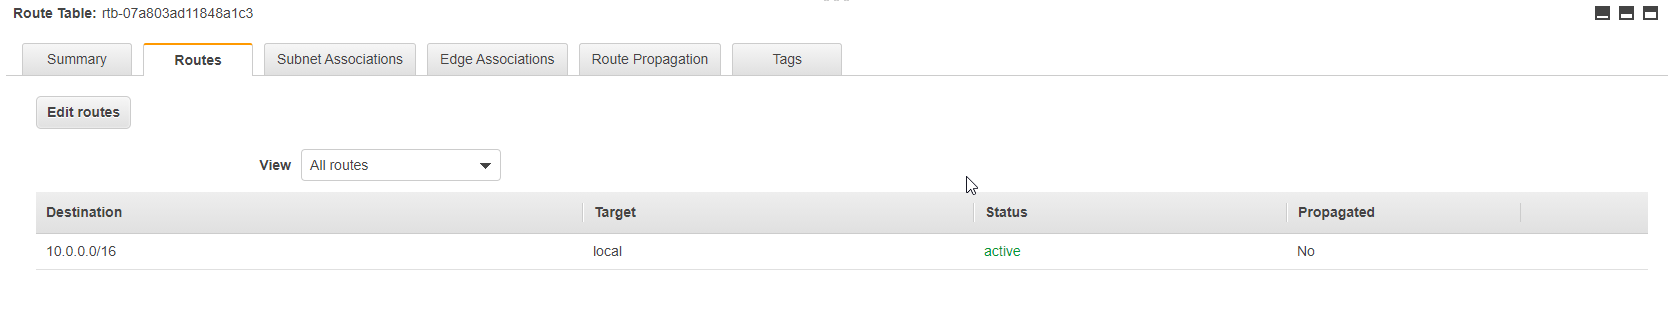 Route Table: rtb-07a803ad11848a1c3
Summary Routes Subnet Associations Edge Associations Route Propagation Tags
Edit routes
View All routes
Destination Target Status Propagated
10.0.0.0/16 local active No